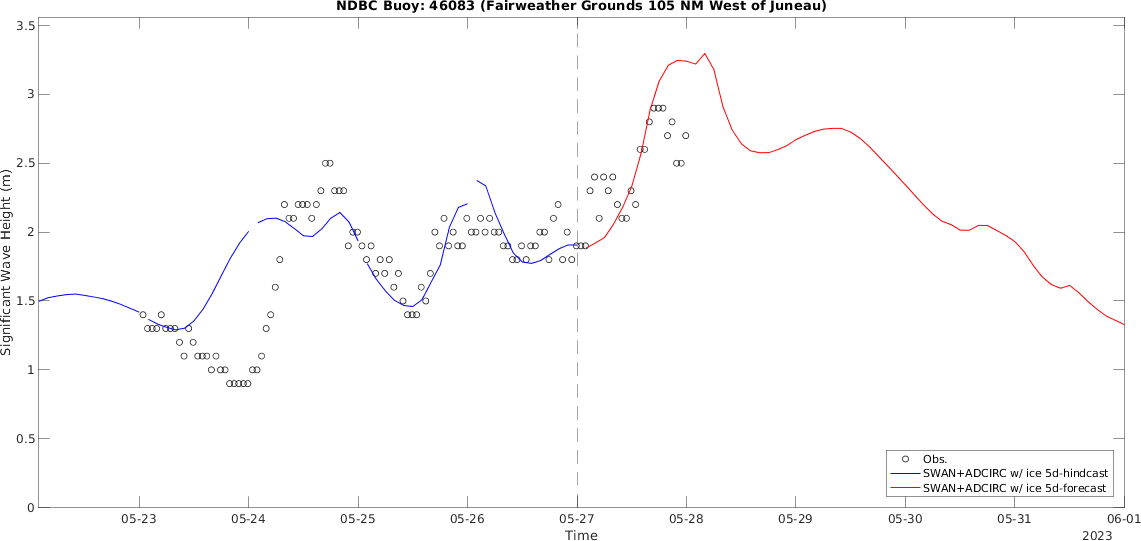 NDBC Buoy: 46083 (Fairweather Grounds 105 NM West of Juneau)
Significant Wave Height (m)
3.5
3
2.5
2
1.5
1
0.5
0
05-23 05-24 05-25 05-26 05-27 05-28 05-29 05-30 05-31 06-01
Time
2023
Obs.
SWAN+ADCIRC w/ ice 5d-hindcast
SWAN+ADCIRC w/ ice 5d-forecast